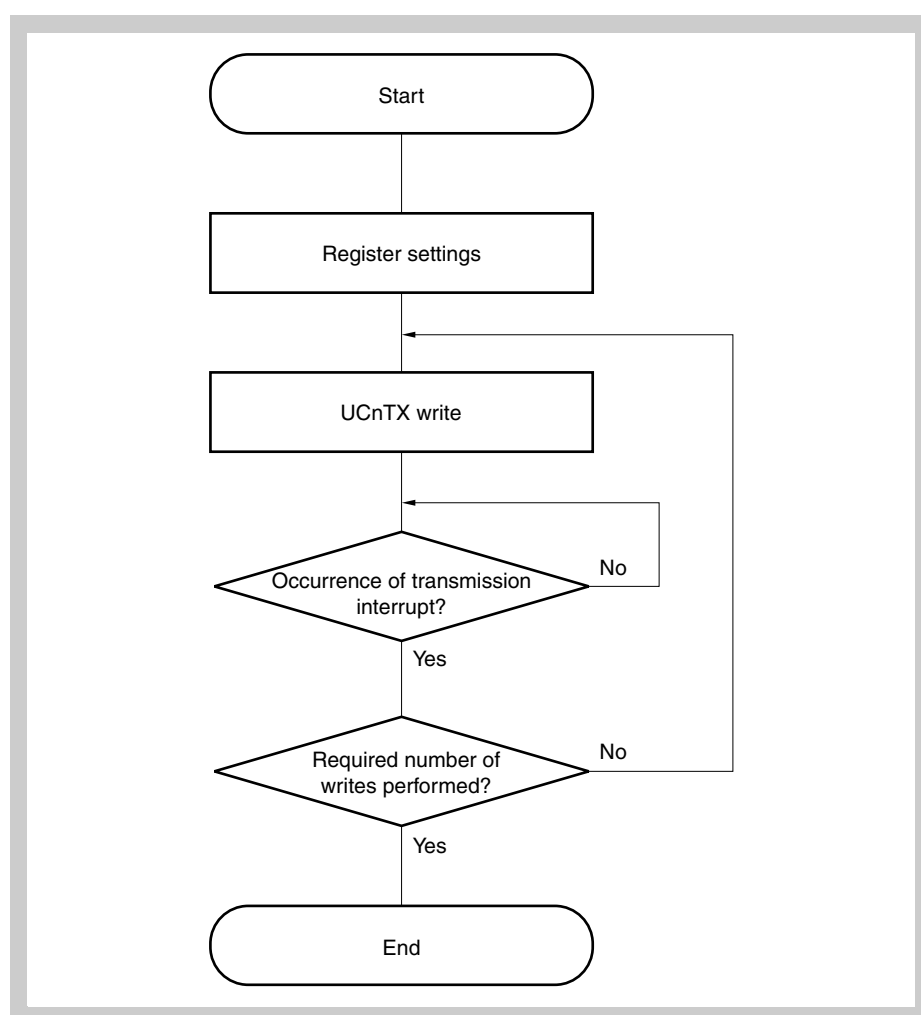 Start
Register settings
UCnTX write
Occurrence of transmission
interrupt?
No
Yes
Required number of
writes performed?
No
Yes
End